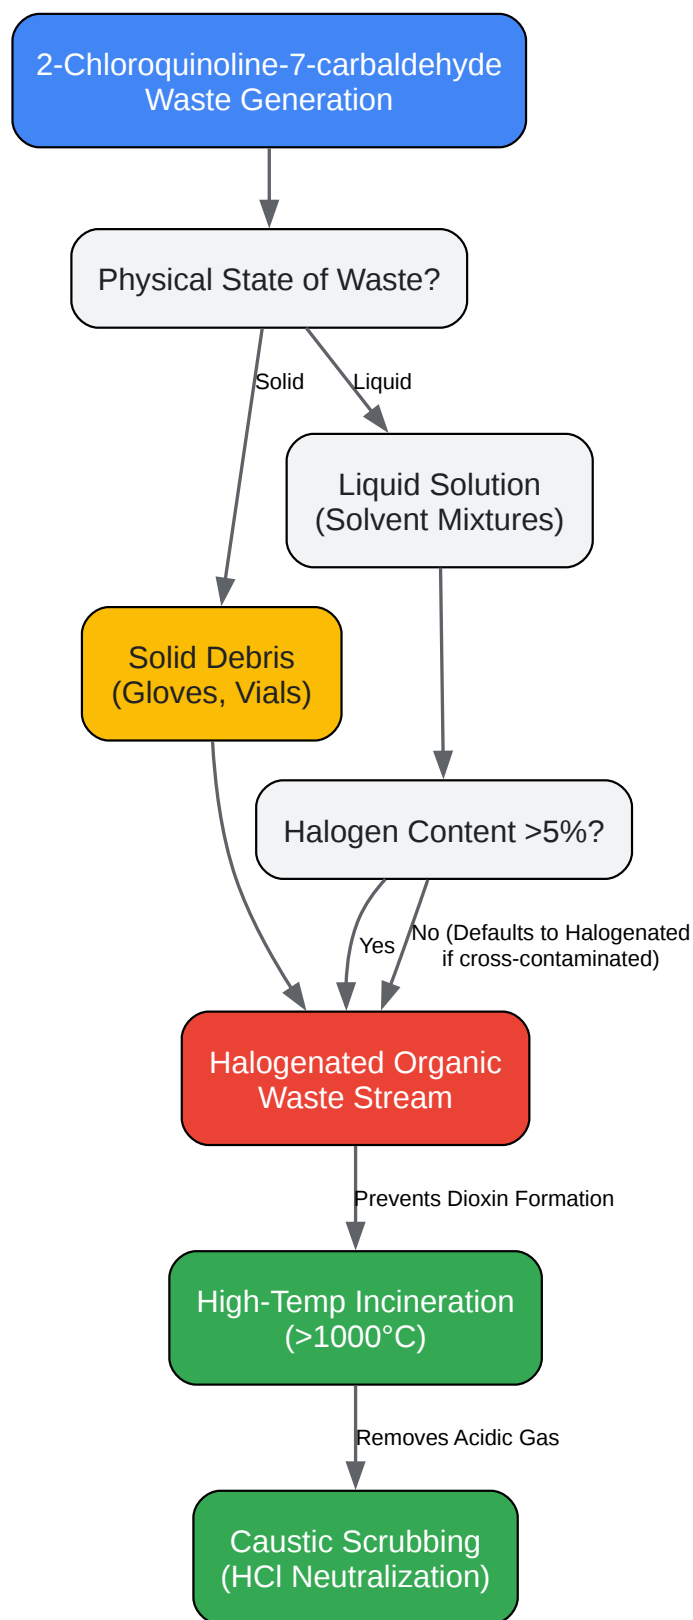 2-Chloroquinoline-7-carbaldehyde
Waste Generation
Physical State of Waste?
Solid
Liquid
Liquid Solution
(Solvent Mixtures)
Solid Debris
(Gloves, Vials)
Halogen Content >5%?
Yes
No (Defaults to Halogenated
if cross-contaminated)
Halogenated Organic
Waste Stream
Prevents Dioxin Formation
High-Temp Incineration
(>1000°C)
Removes Acidic Gas
Caustic Scrubbing
(HCl Neutralization)